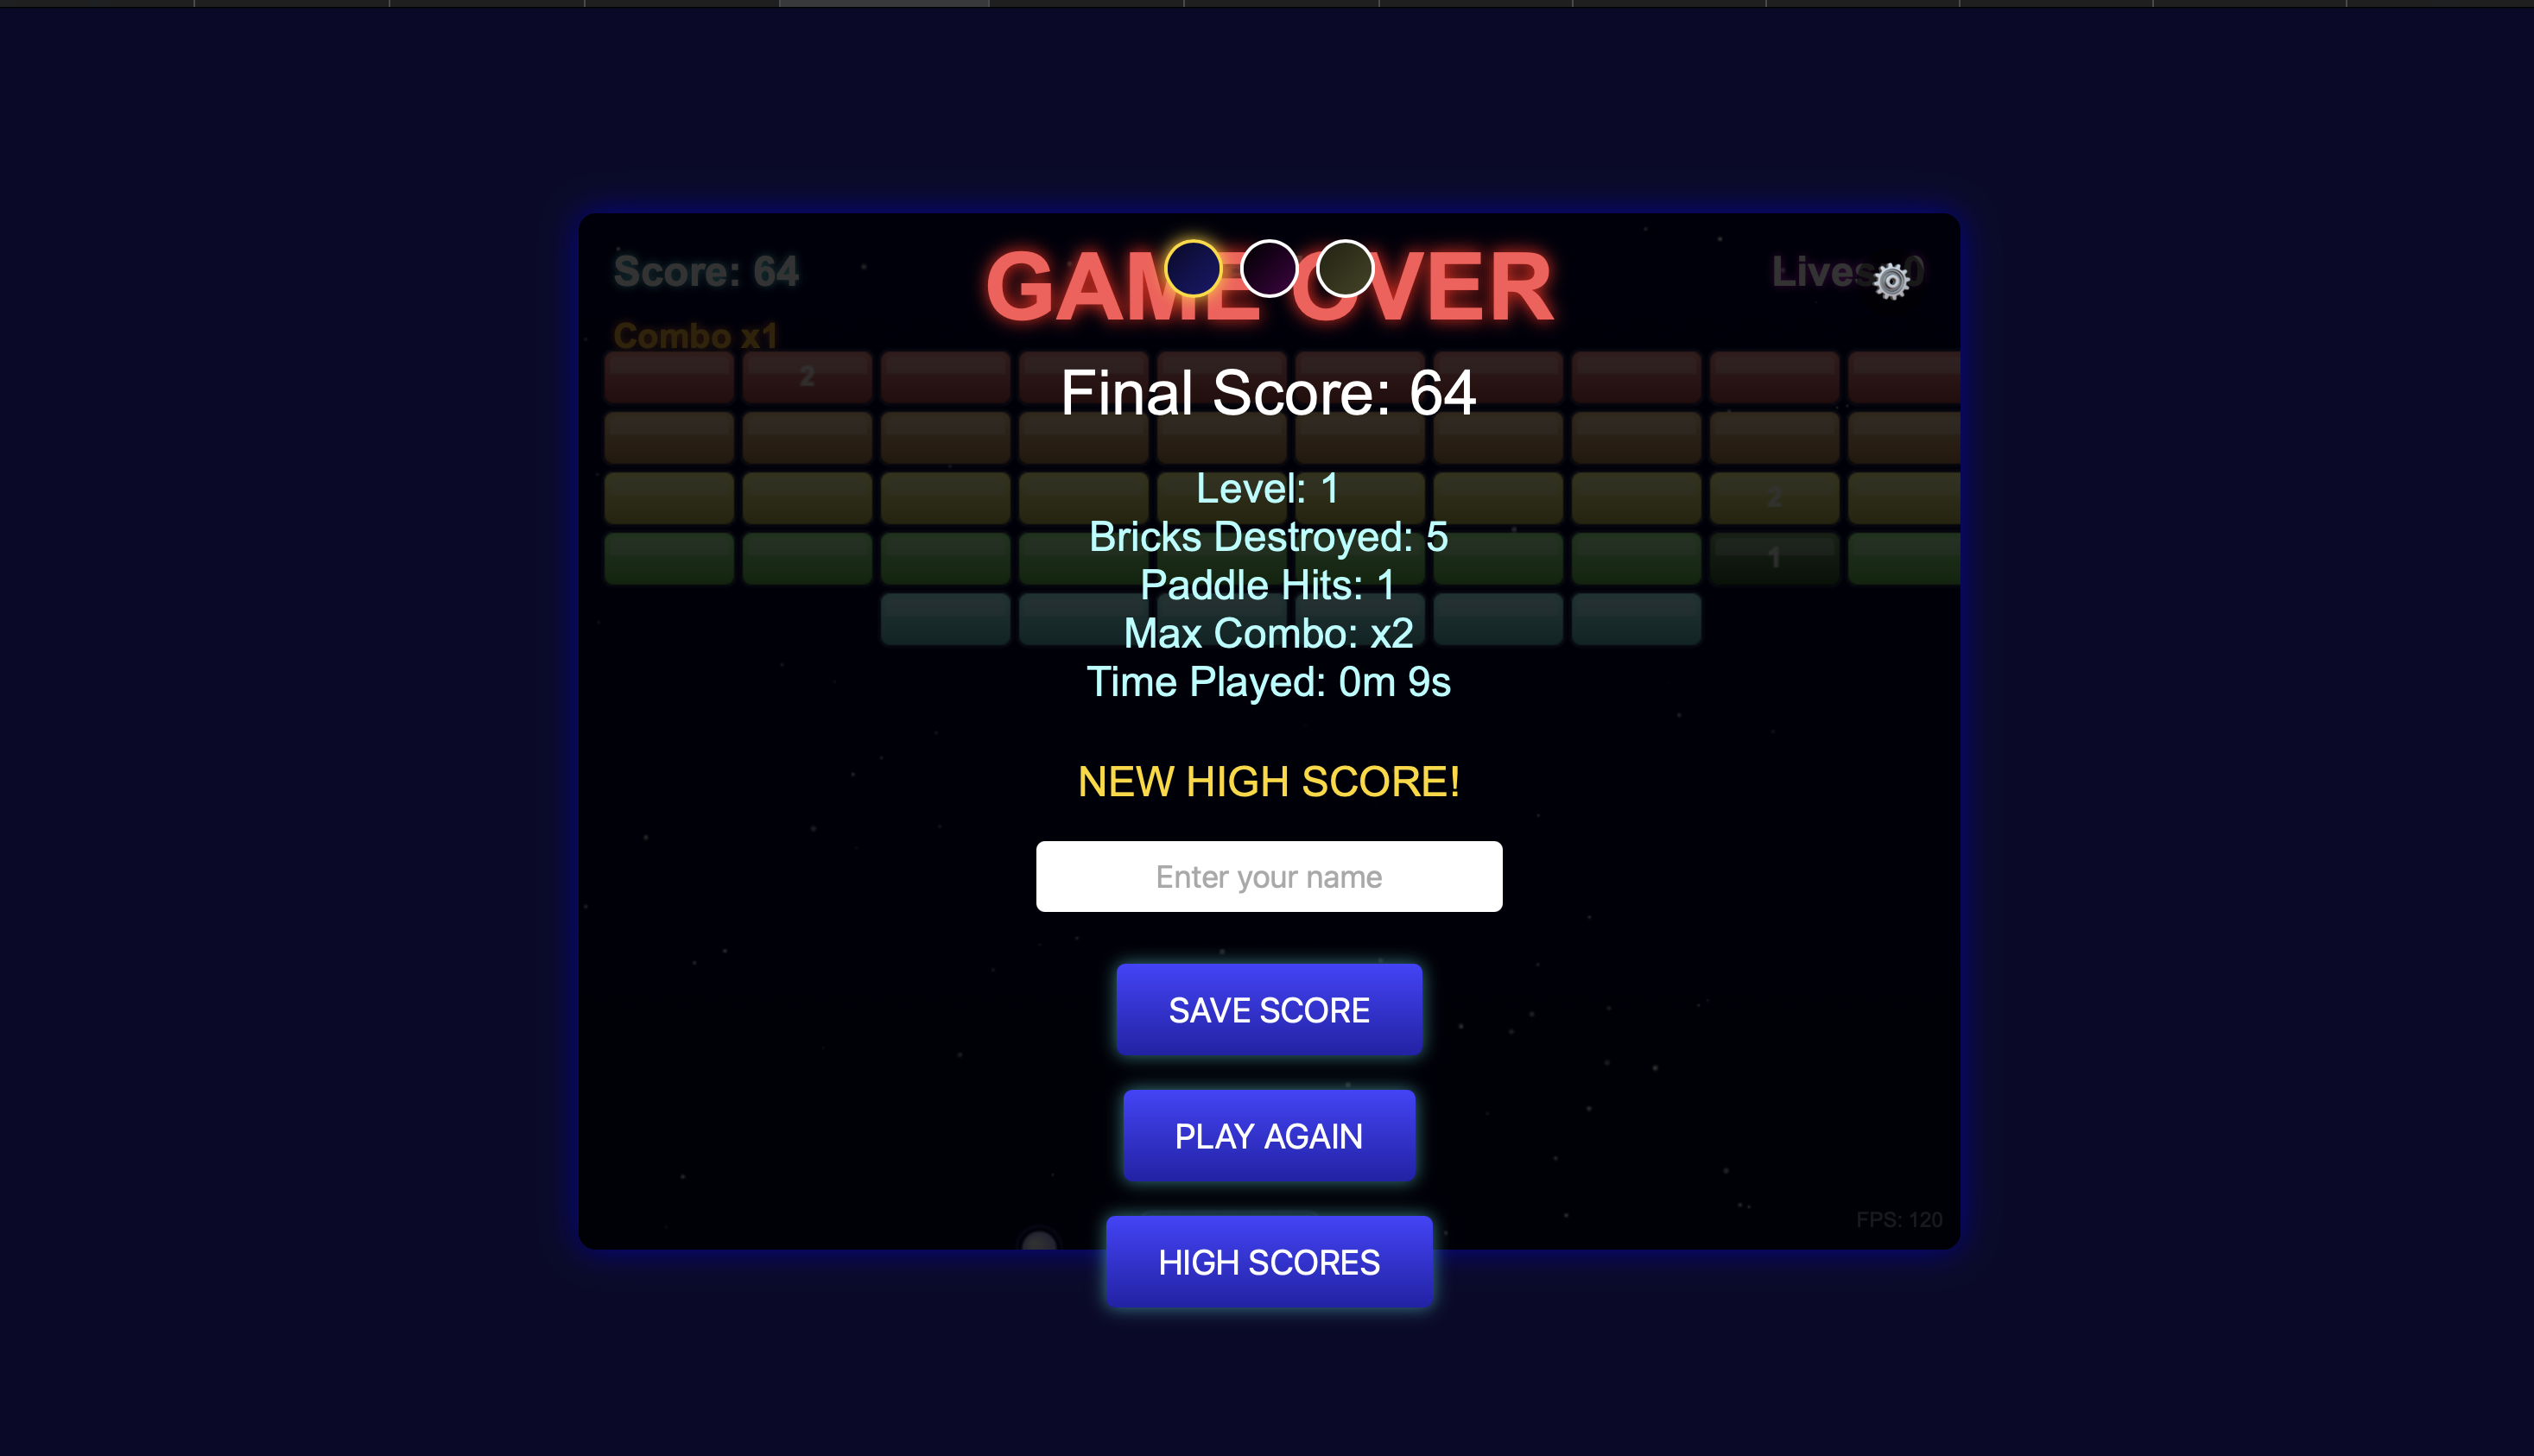 Score: 64
GAME OVER
Lives: 0
Combo x1
2
Final Score: 64
Level: 1
2
Bricks Destroyed: 5
1
Paddle Hits: 1
Max Combo: x2
Time Played: 0m 9s
NEW HIGH SCORE!
Enter your name
SAVE SCORE
PLAY AGAIN
FPS: 120
HIGH SCORES